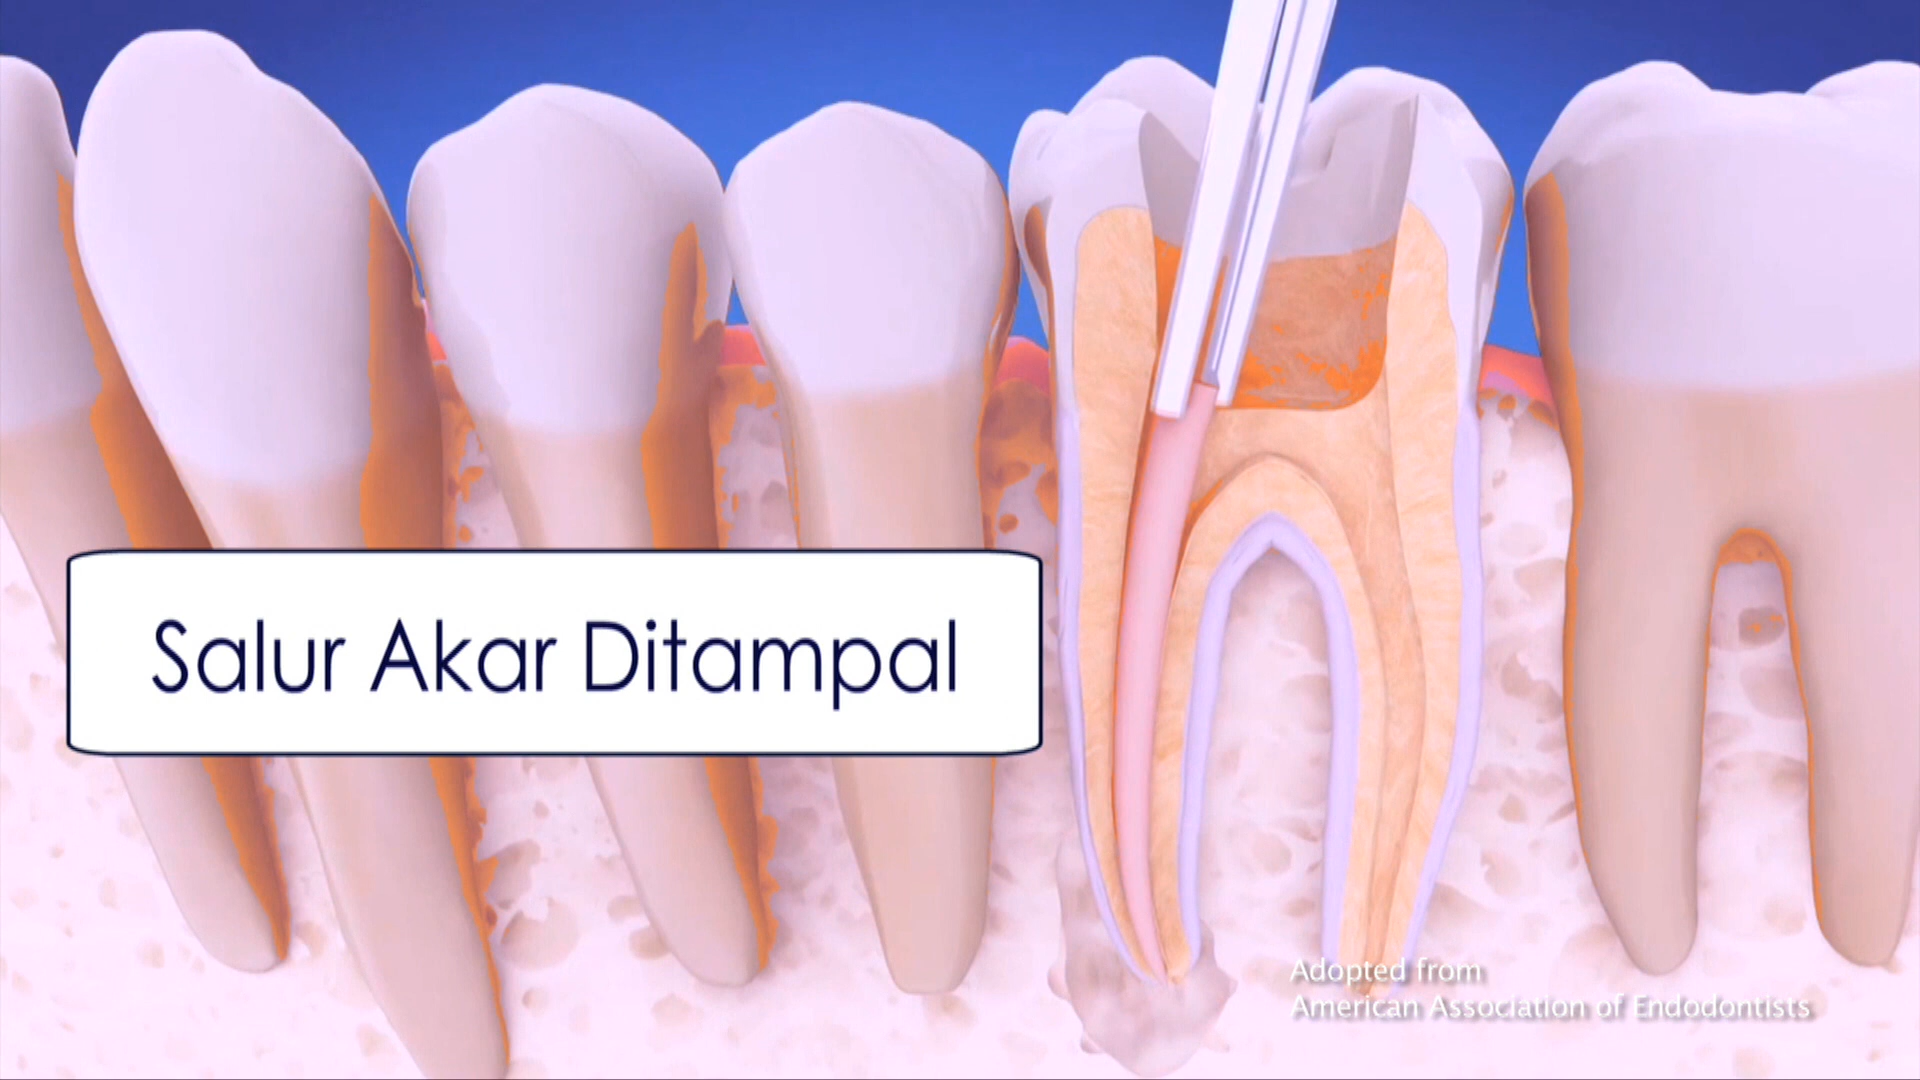 Salur Akar Ditampal
Adopted from
American Association of Endodontists